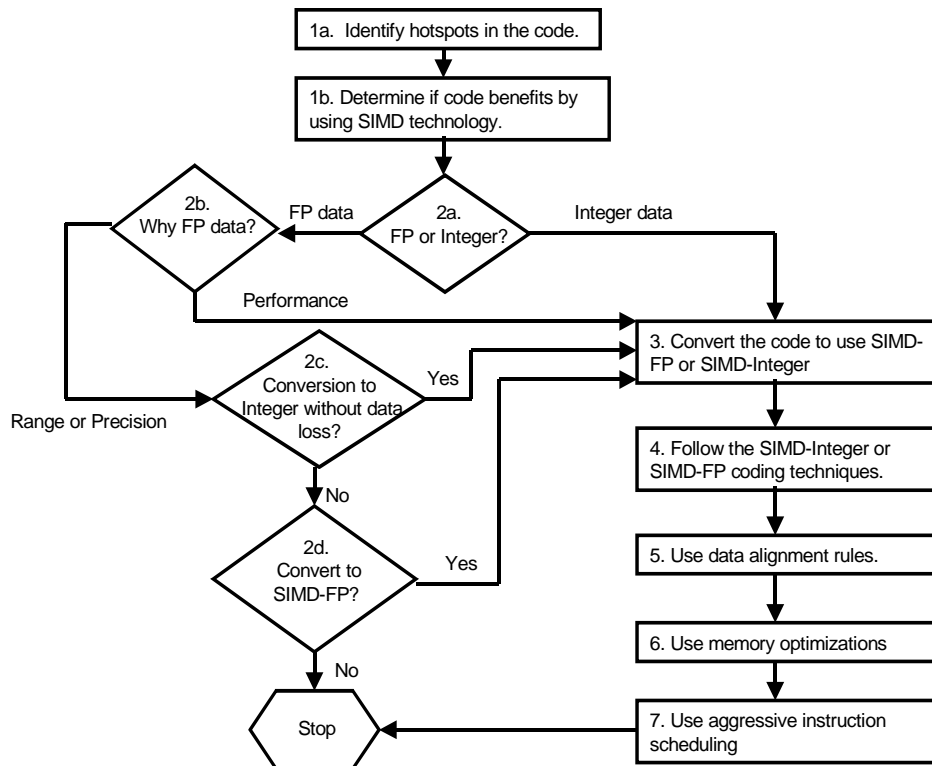 1a.  Identify hotspots in the code.
1b. Determine if code benefits by
using SIMD technology.
2b.
Why FP data?
FP data
2a.
FP or Integer?
Integer data
Performance
3. Convert the code to use SIMD-
FP or SIMD-Integer
2c.
Conversion to
Integer without data
loss?
Yes
Range or Precision
4. Follow the SIMD-Integer or
SIMD-FP coding techniques.
No
2d.
Convert to
SIMD-FP?
Yes
5. Use data alignment rules.
6. Use memory optimizations
No
Stop
7. Use aggressive instruction
scheduling